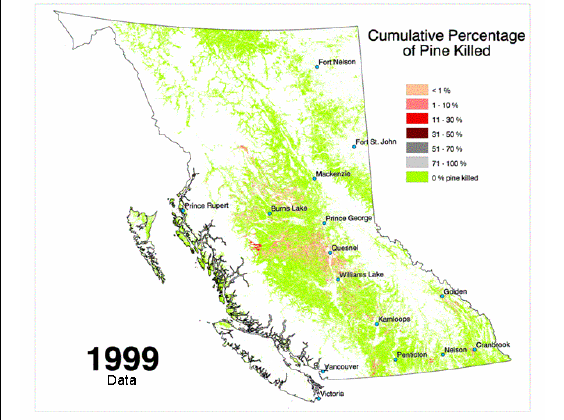 Cumulative Percentage
of Pine Killed
Fort Nelson
< 1 %
1 - 10 %
11 - 30 %
31 - 50 %
51 - 70 %
71 - 100 %
0 % pine killed
Fort St. John
Mackenzie
Prince Rupert
Burns Lake
Prince George
Quesnel
Williams Lake
Golden
Kamloops
Cranbrook
Nelson
Penticton
Vancouver
Victoria
1999
Data